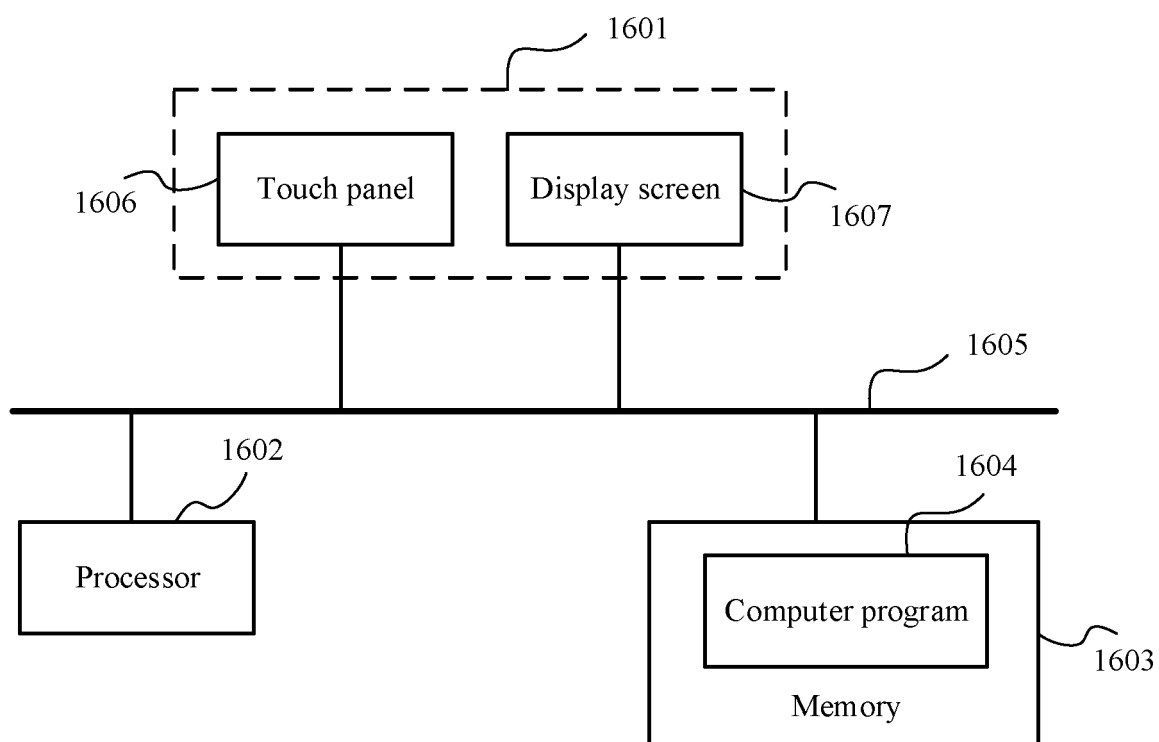 1601
Touch panel
Display screen
1606
1607
1605
1602
1604
Processor
Computer program
1603
Memory